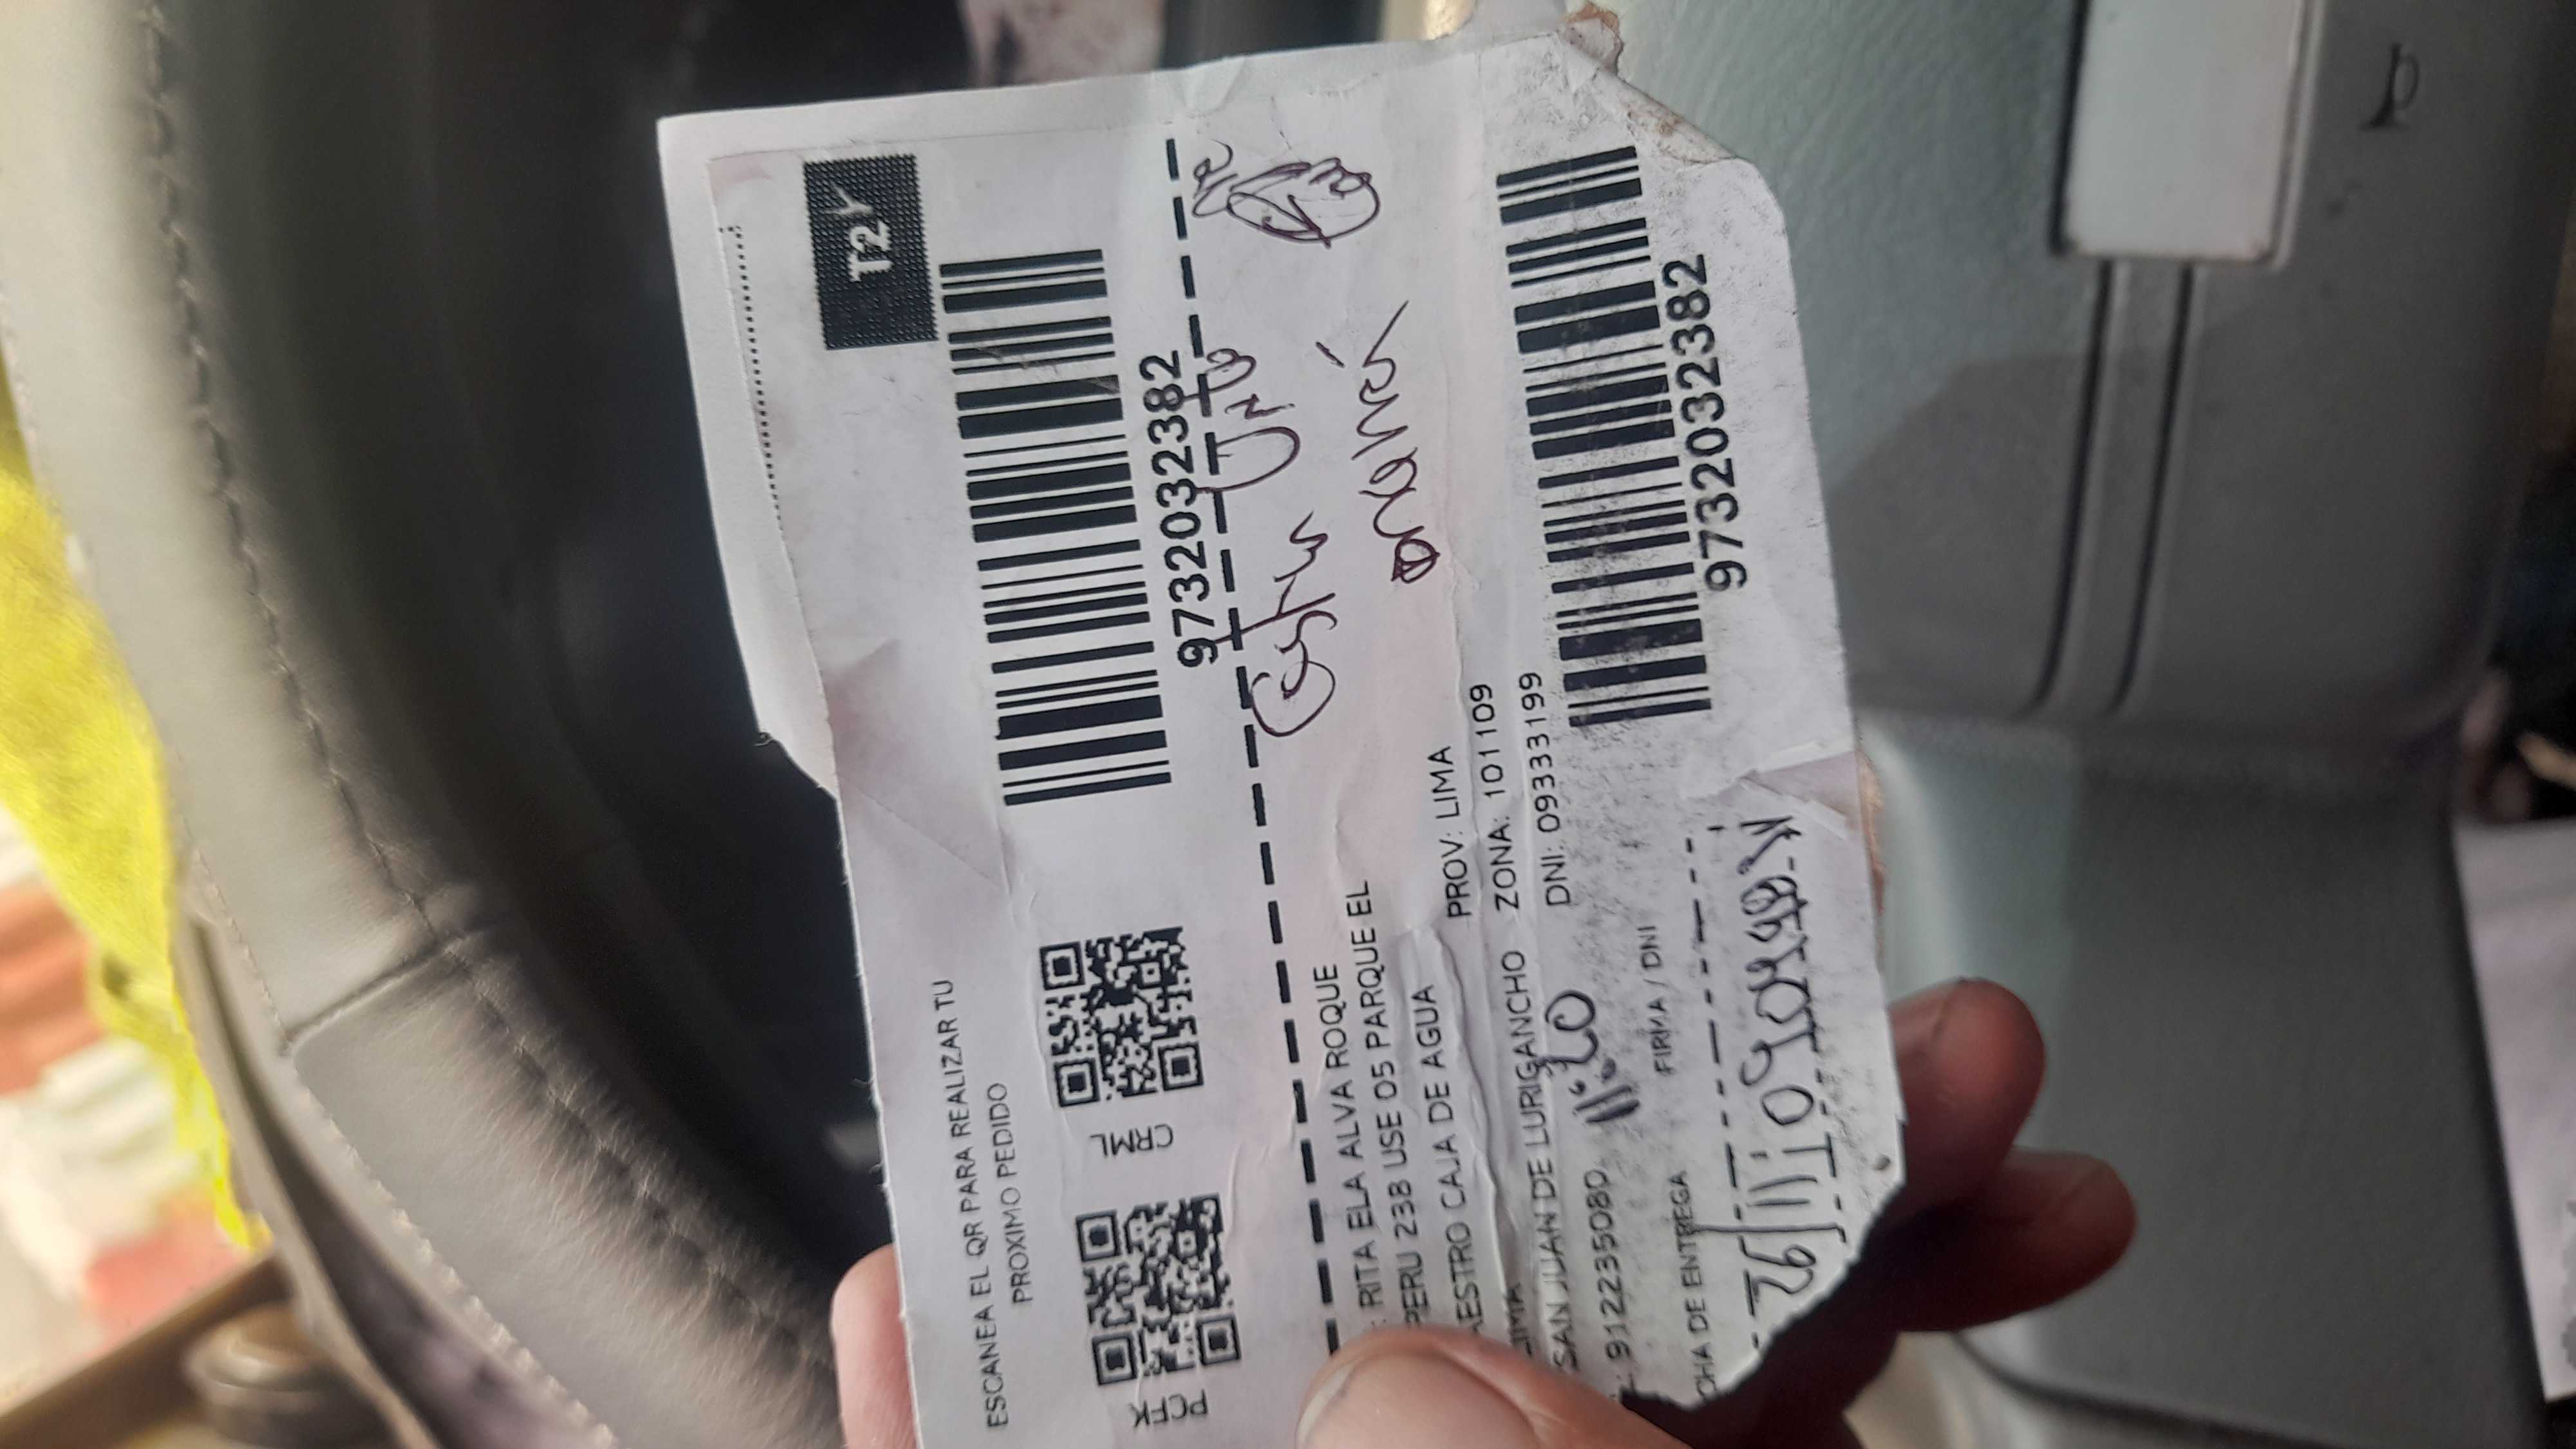 T2
ESCANEA EL QR PARA REALIZAR TU
PROXIMO PEDIDO
PCFK
CRML
9732032382
: RITA ELA ALVA ROQUE
PERU 238 USE 05 PARQUE EL
AESTRO CAJA DE AGUA
PROV: LIMA
ZONA: 101109
SAN JUAN DE LURIGANCHO
DNI: 09333199
: 912235080
11:20
CHA DE ENTREGA
FIRMA / DNI
9732032382